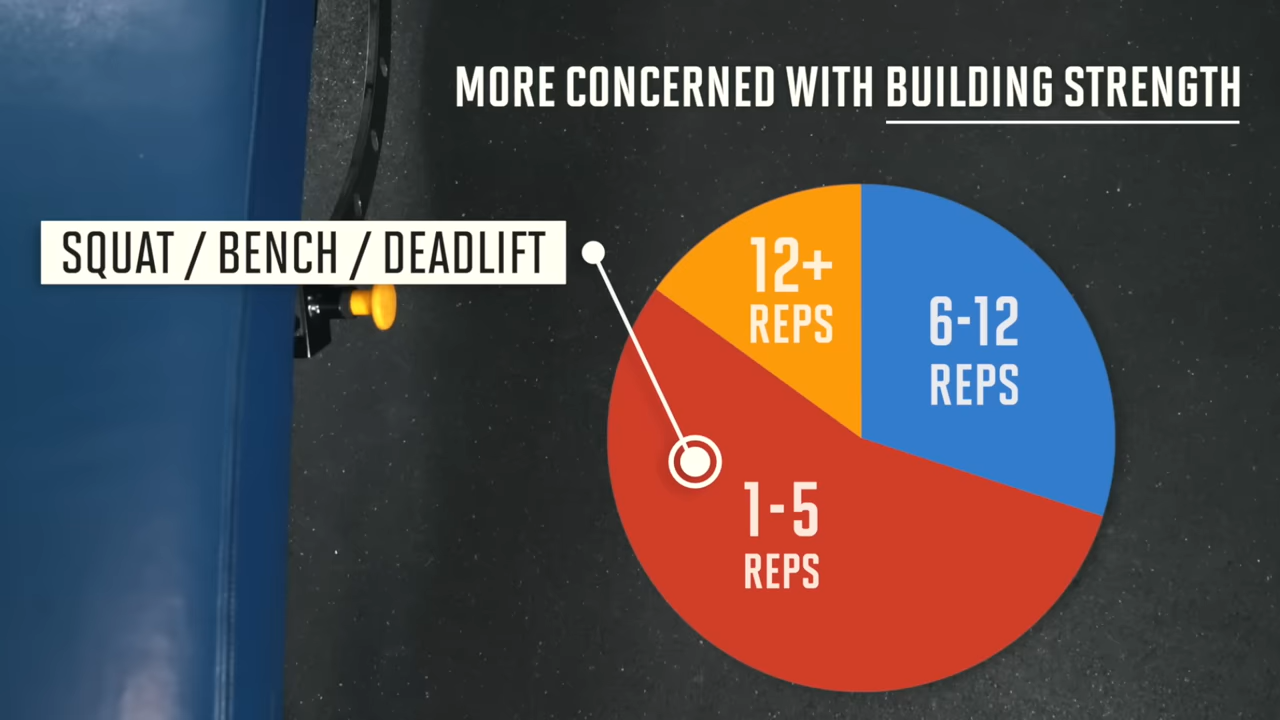 MORE CONCERNED WITH BUILDING STRENGTH
SQUAT / BENCH / DEADLIFT
12+
REPS
6-12
REPS
1-5
REPS